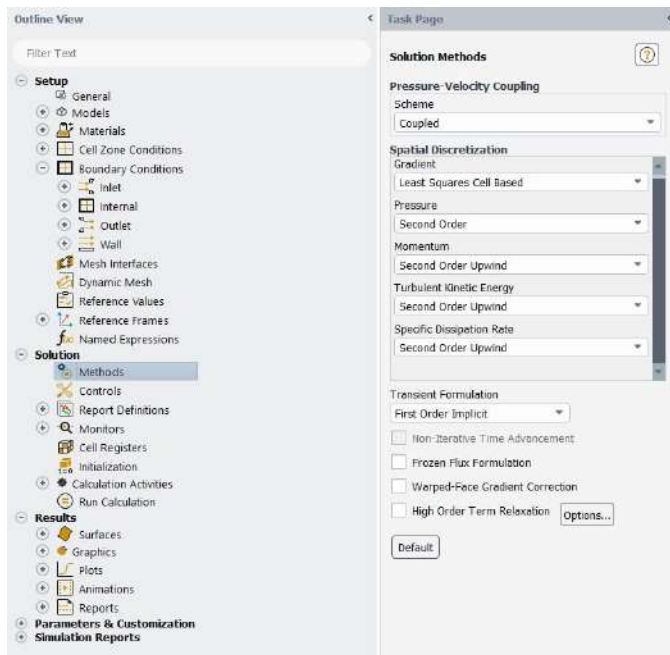 Outline View
Filter Text
Setup
General
Models
Materials
Cell Zone Conditions
Boundary Conditions
Inlet
Internal
Outlet
Wall
Mesh Interfaces
Dynamic Mesh
Reference Values
Reference Frames
Named Expressions
Solution
Methods
Controls
Report Definitions
Monitors
Cell Registers
Initialization
Calculation Activities
Run Calculation
Results
Surfaces
Graphics
Plots
Animations
Reports
Parameters & Customization
Simulation Reports
Task Page
Solution Methods
Pressure-Velocity Coupling
Scheme
Coupled
Spatial Discretization
Gradient
Least Squares Cell Based
Pressure
Second Order
Momentum
Second Order Upwind
Turbulent Kinetic Energy
Second Order Upwind
Specific Dissipation Rate
Second Order Upwind
Transient Formulation
First Order Implicit
Non-Iterative Time Advancement
Frozen Flux Formulation
Warped-Face Gradient Correction
High Order Term Relaxation Options...
Default